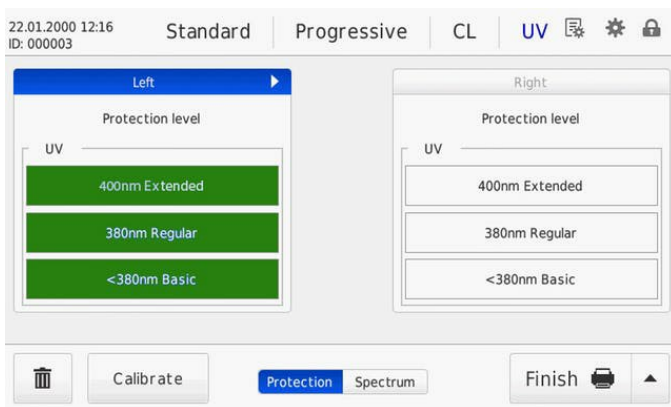 22.01.2000 12:16
ID: 000003
Standard
Progressive
CL
UV
Left
Protection level
UV
400nm Extended
380nm Regular
<380nm Basic
Right
Protection level
UV
400nm Extended
380nm Regular
<380nm Basic
Calibrate
Protection
Spectrum
Finish